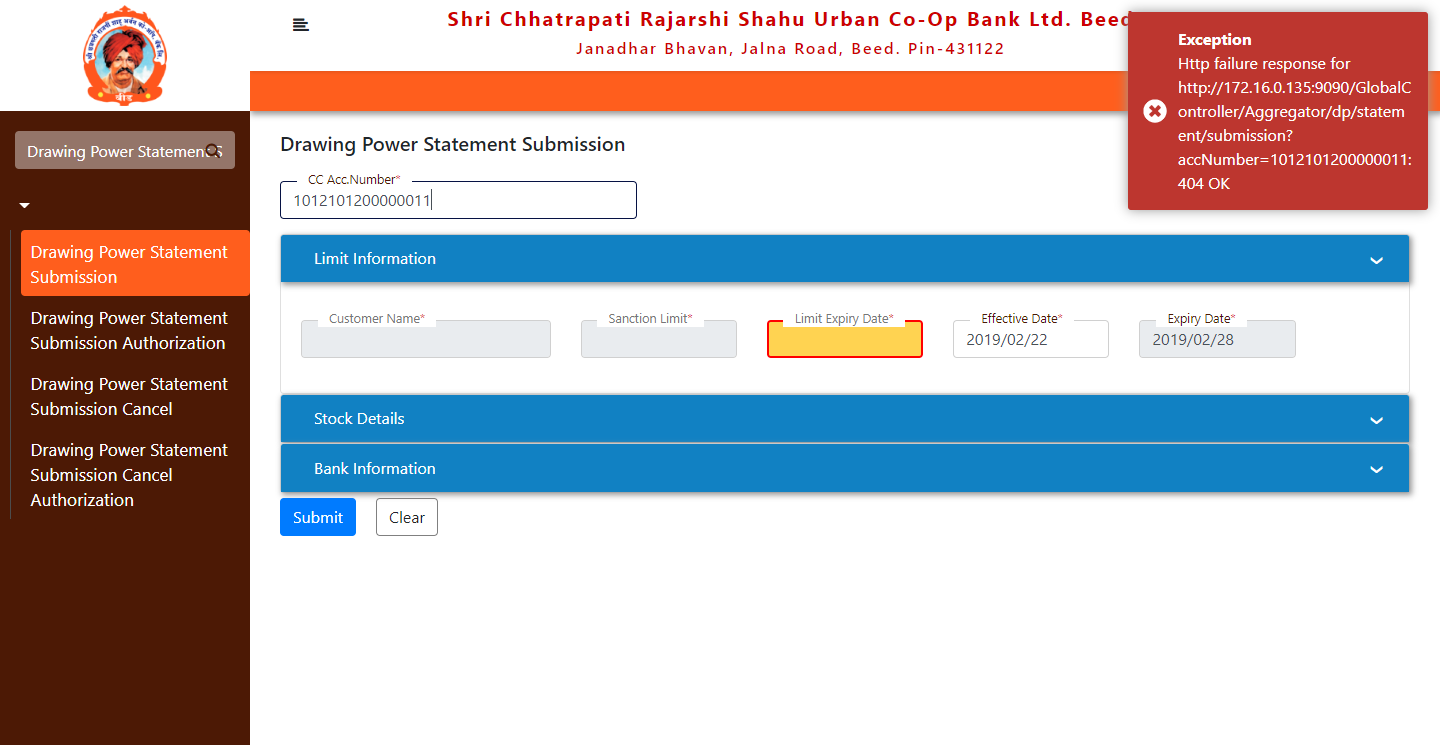 Shri Chhatrapati Rajarshi Shahu Urban Co-Op Bank Ltd. Beed
Janadhar Bhavan, Jalna Road, Beed. Pin-431122
Exception
Http failure response for
http://172.16.0.135:9090/GlobalC
ontroller/Aggregator/dp/statem
ent/submission?
accNumber=1012101200000011:
404 OK
बीड
Drawing Power Statement S
Drawing Power Statement
Submission
Drawing Power Statement
Submission Authorization
Drawing Power Statement
Submission Cancel
Drawing Power Statement
Submission Cancel
Authorization
Drawing Power Statement Submission
CC Acc.Number*
1012101200000011
Limit Information
Customer Name* Sanction Limit* Limit Expiry Date* Effective Date* Expiry Date*
2019/02/22 2019/02/28
Stock Details
Bank Information
Submit Clear